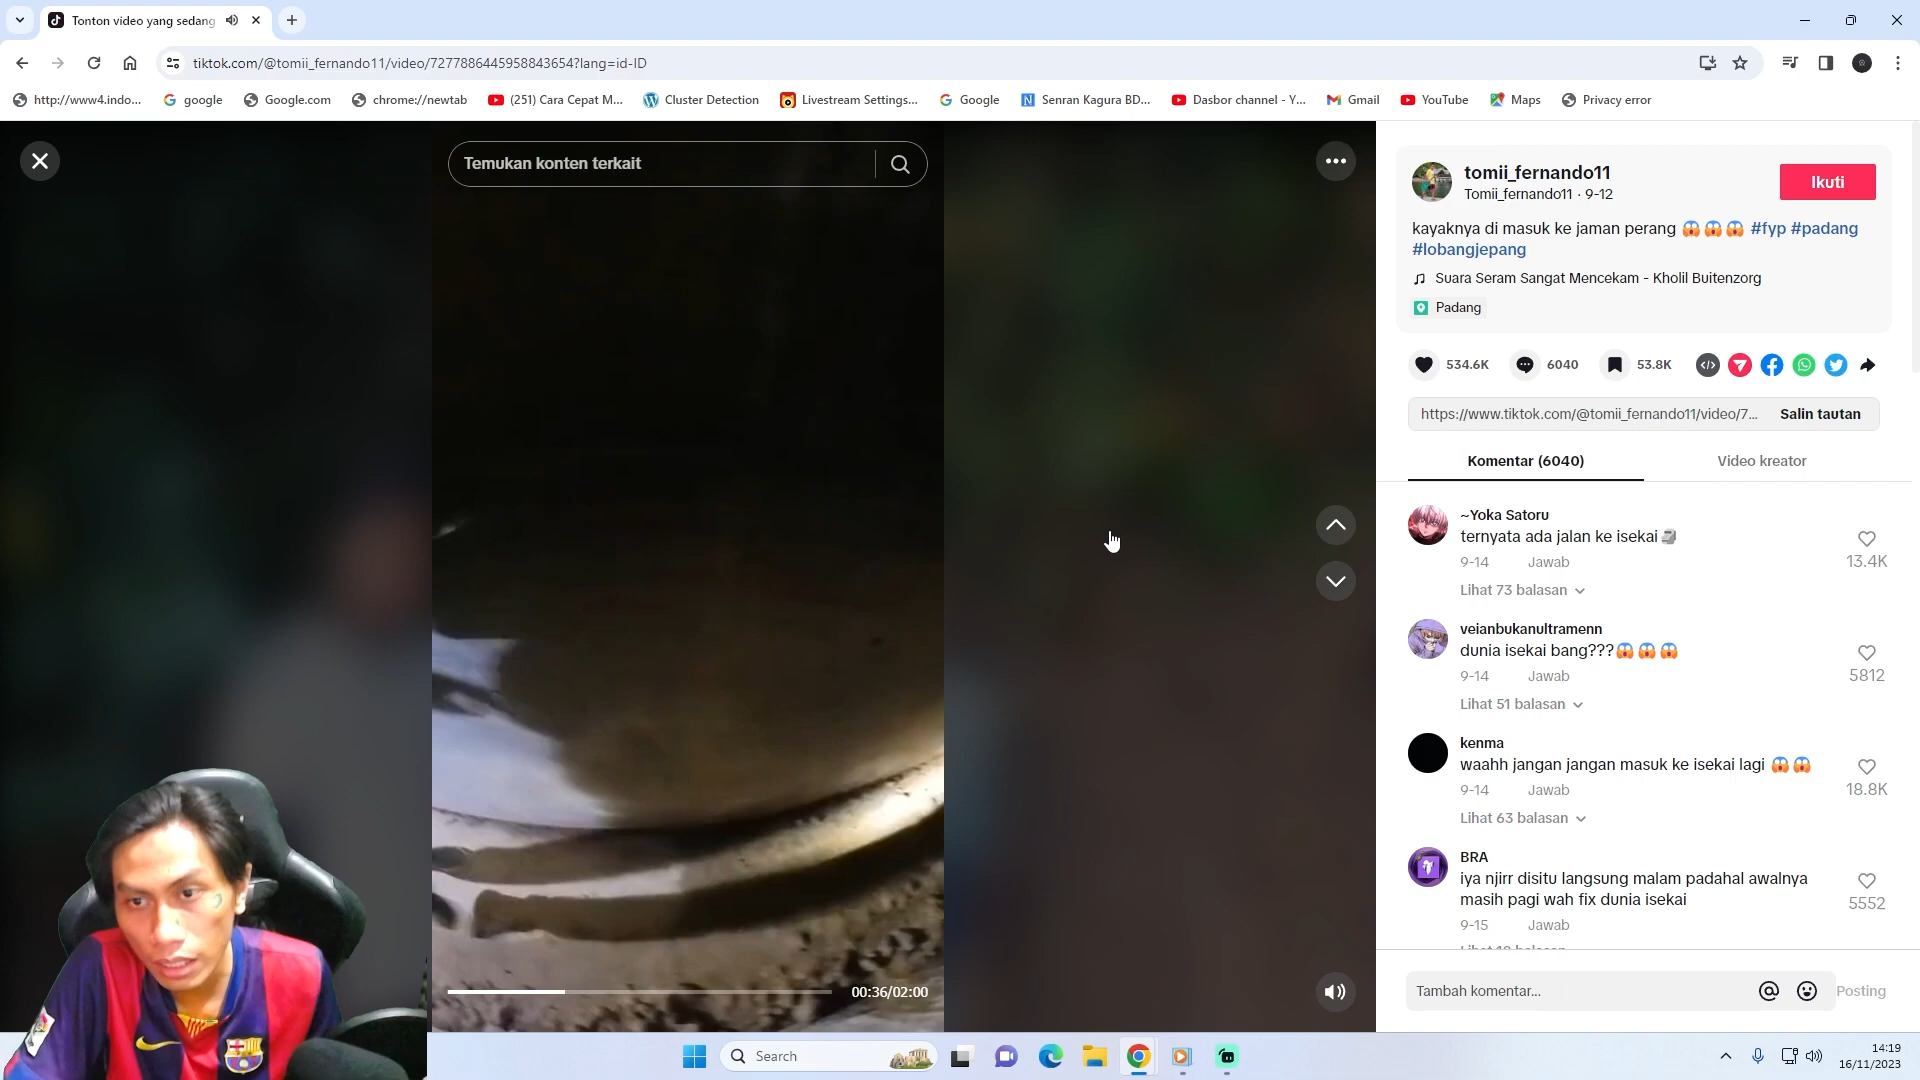 Tonton video yang sedang
tiktok.com/@tomii_fernando11/video/7277886445958843654?lang=id-ID
http://www4.indo...
google
Google.com
chrome://newtab
(251) Cara Cepat M...
Cluster Detection
Livestream Settings...
Google
Senran Kagura BD...
Dasbor channel - Y...
Gmail
YouTube
Maps
Privacy error
Temukan konten terkait
tomii_fernando11
Tomii_fernando11 · 9-12
Ikuti
kayaknya di masuk ke jaman perang 😱😱😱 #fyp #padang
#lobangjepang
Suara Seram Sangat Mencekam - Kholil Buitenzorg
Padang
534.6K
6040
53.8K
https://www.tiktok.com/@tomii_fernando11/video/7...
Salin tautan
Komentar (6040)
Video kreator
~Yoka Satoru
ternyata ada jalan ke isekai🗿
13.4K
9-14 Jawab
Lihat 73 balasan
veianbukanultramenn
dunia isekai bang???😱😱😱
5812
9-14 Jawab
Lihat 51 balasan
kenma
waahh jangan jangan masuk ke isekai lagi 😱😱
18.8K
9-14 Jawab
Lihat 63 balasan
BRA
iya njirr disitu langsung malam padahal awalnya
masih pagi wah fix dunia isekai
5552
9-15 Jawab
00:36/02:00
Tambah komentar...
Posting
Search
14:19
16/11/2023